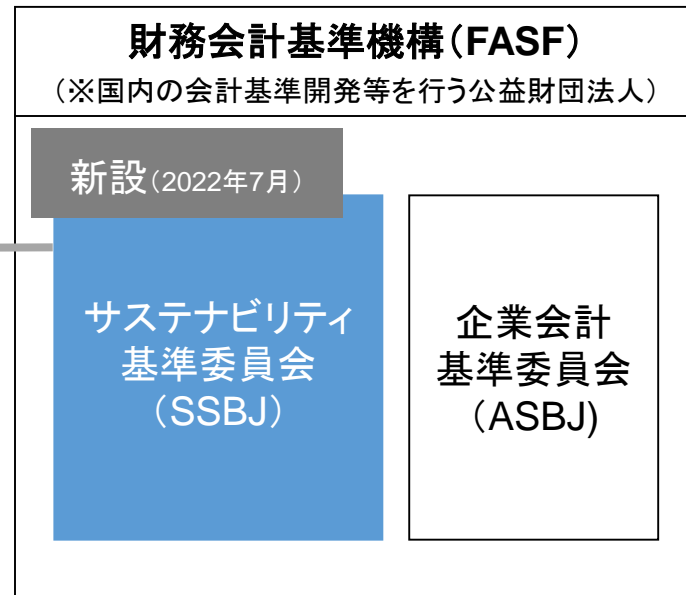 財務会計基準機構（FASF）
（※国内の会計基準開発等を行う公益財団法人）
新設（2022年7月）
サステナビリティ
基準委員会
（SSBJ）
企業会計
基準委員会
（ASBJ)